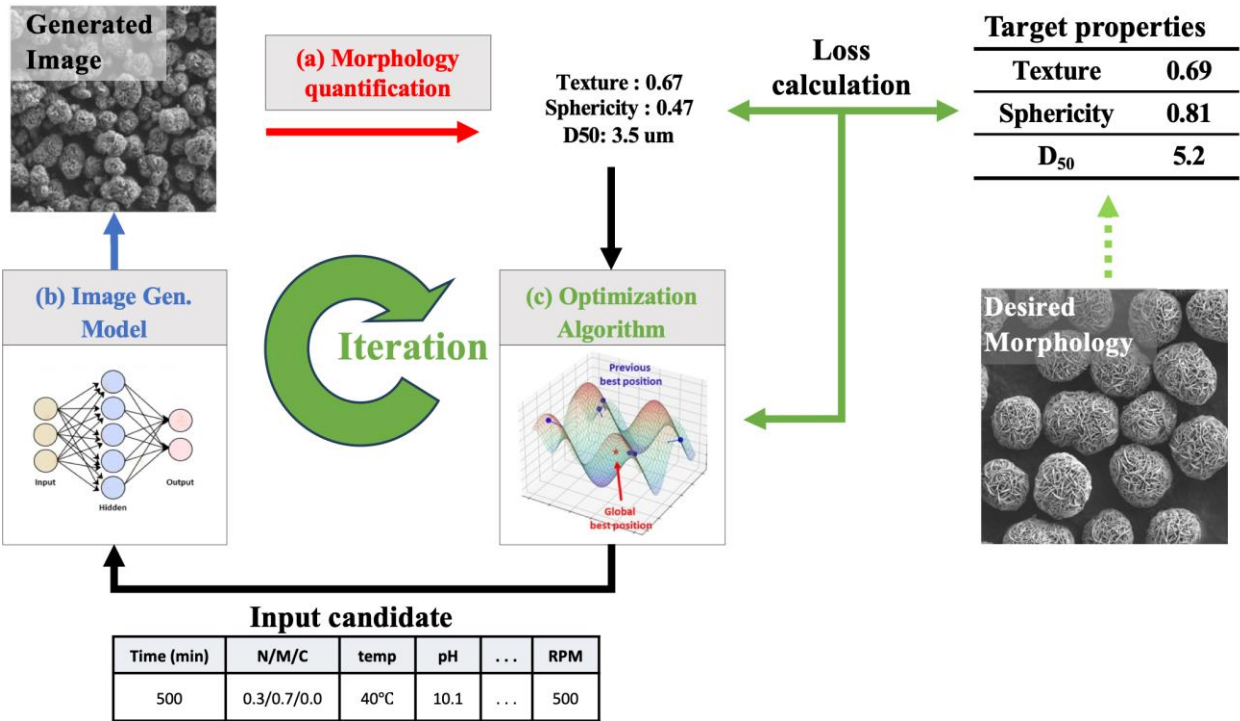 Generated
Image
(a) Morphology
quantification
Texture : 0.67
Sphericity : 0.47
D50: 3.5 um
Loss
calculation
Target properties
Texture 0.69
Sphericity 0.81
D₅₀ 5.2
(b) Image Gen.
Model
Input
Hidden
Output
Iteration
(c) Optimization
Algorithm
Previous
best position
Global
best position
Desired
Morphology
Input candidate
Time (min) N/M/C temp pH . . . RPM
500 0.3/0.7/0.0 40℃ 10.1 . . . 500